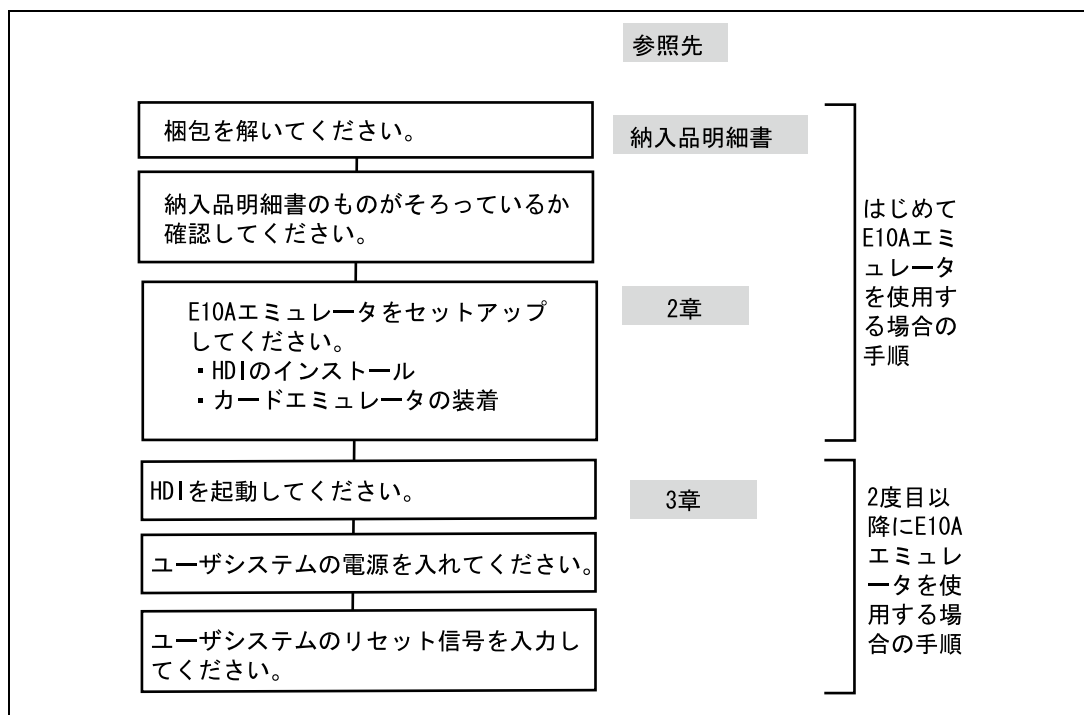 参照先
梱包を解いてください。
納入品明細書
納入品明細書のものがそろっているか
確認してください。
E10Aエミュレータをセットアップ
してください。
・HDIのインストール
・カードエミュレータの装着
2章
はじめて
E10Aエミ
ュレータ
を使用す
る場合の
手順
HDIを起動してください。
3章
ユーザシステムの電源を入れてください。
ユーザシステムのリセット信号を入力し
てください。
2度目以
降にE10A
エミュレ
ータを使
用する場
合の手順